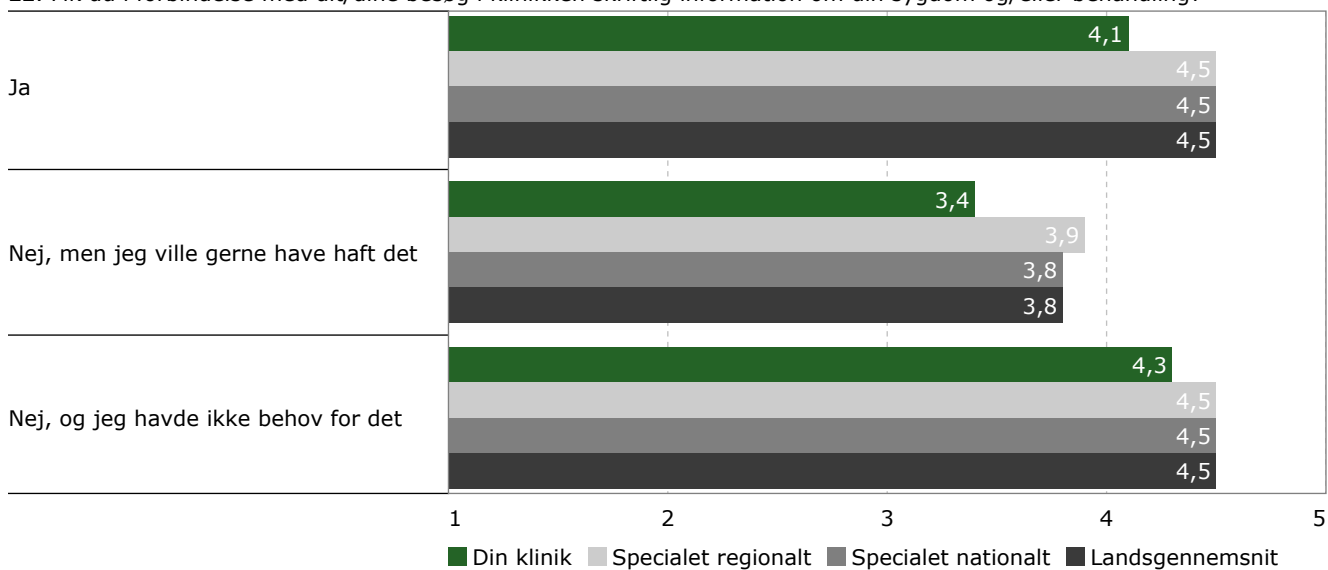 Ja
4,1
4,5
4,5
4,5
Nej, men jeg ville gerne have haft det
3,4
3,9
3,8
3,8
Nej, og jeg havde ikke behov for det
4,3
4,5
4,5
4,5
1 2 3 4 5
Din klinik Specialet regionalt Specialet nationalt Landsgennemsnit